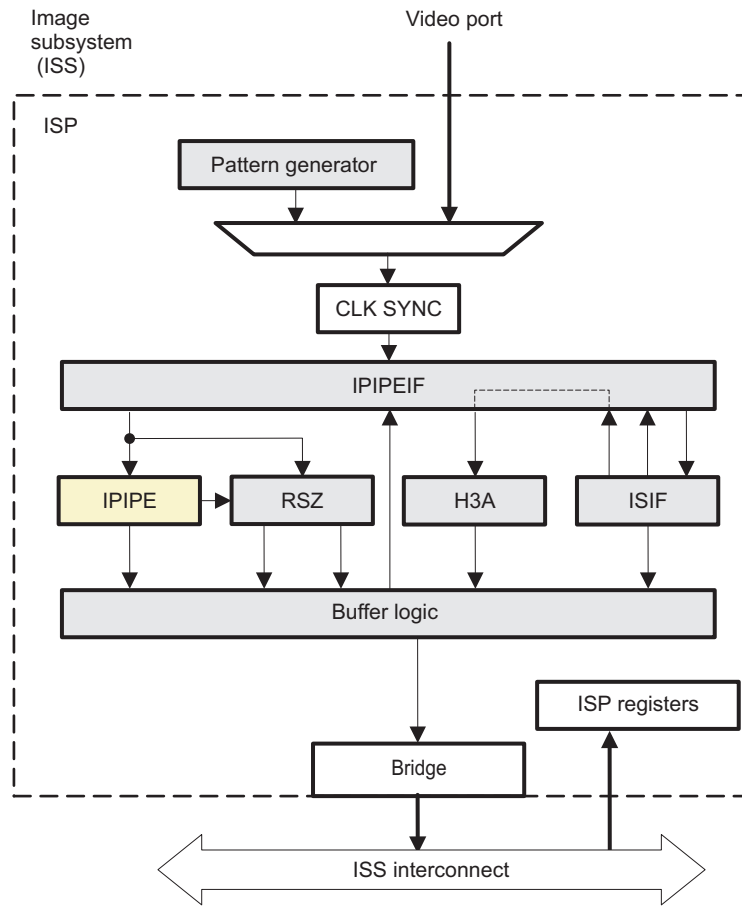 Image
subsystem
(ISS)
Video port
ISP
Pattern generator
CLK SYNC
IPIPEIF
IPIPE
RSZ
H3A
ISIF
Buffer logic
ISP registers
Bridge
ISS interconnect